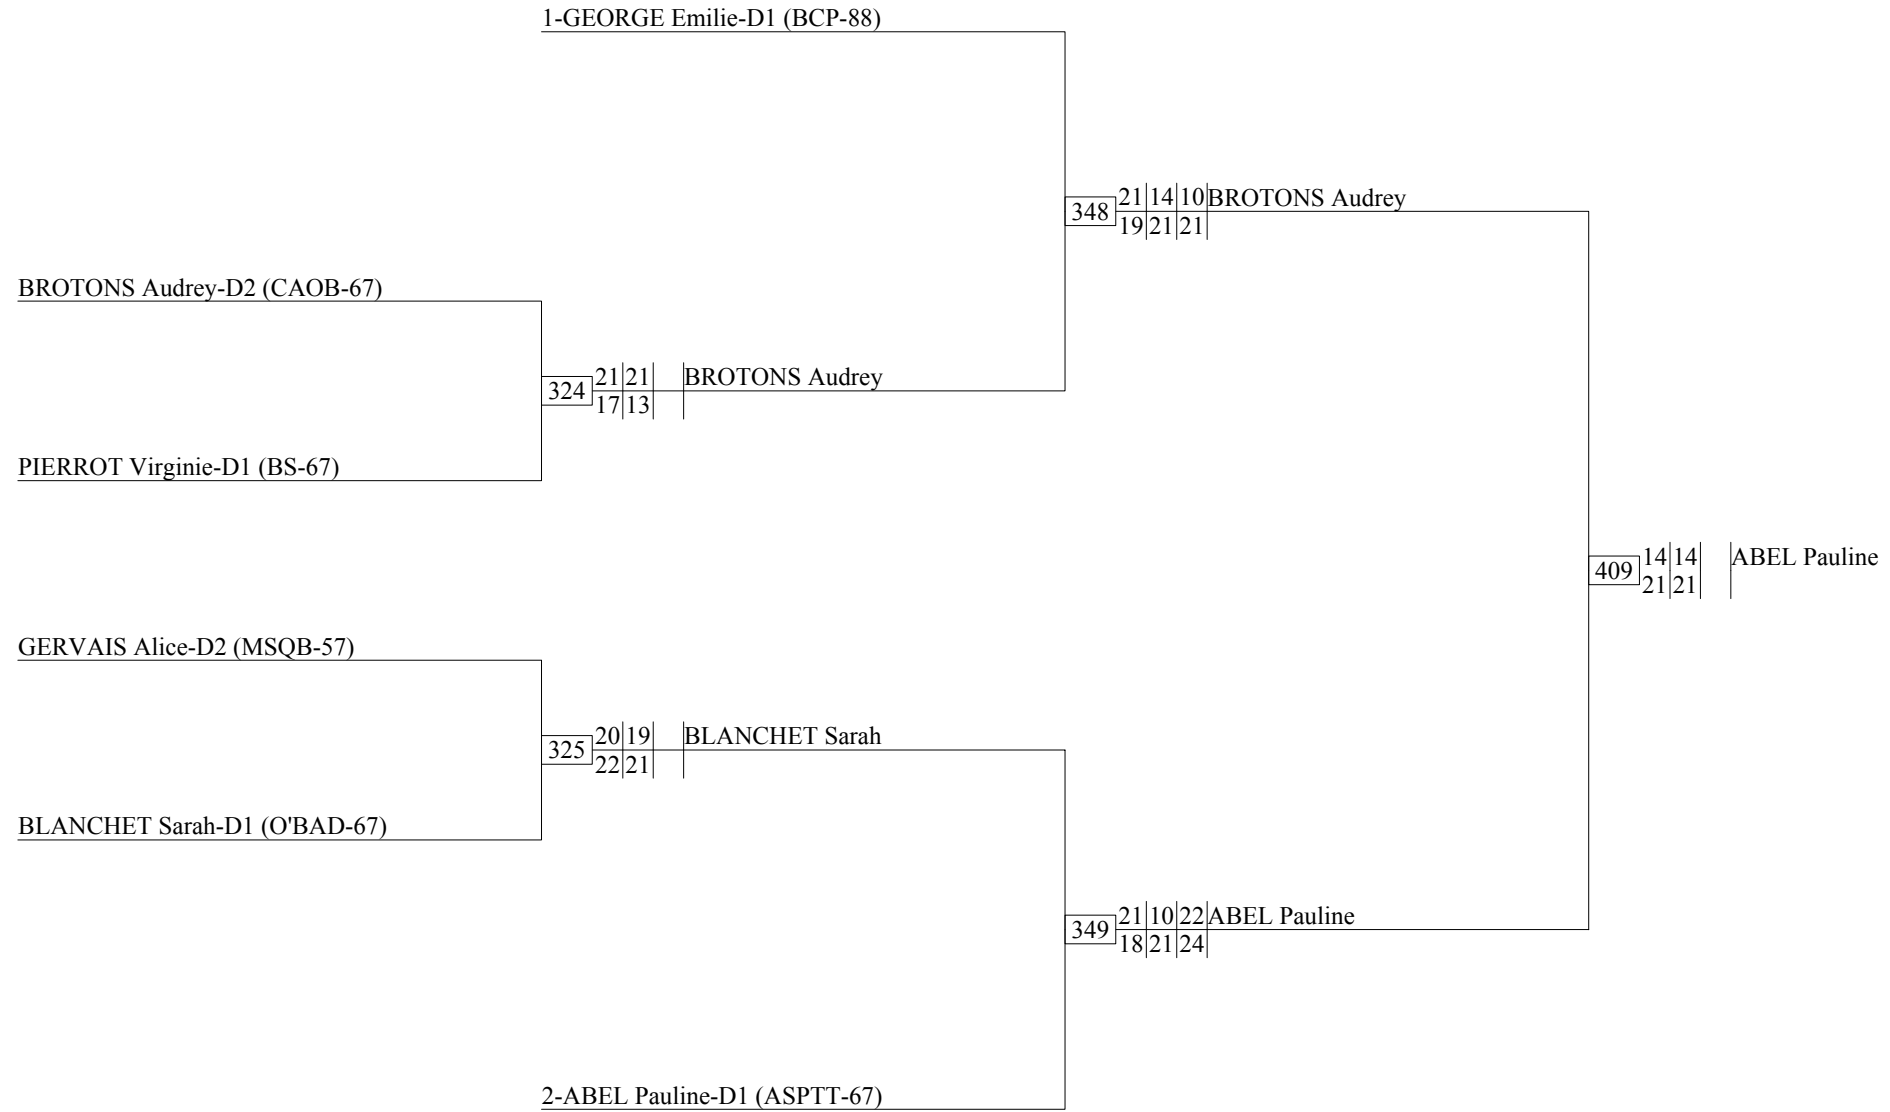 1-GEORGE Emilie-D1 (BCP-88)
348 21 14 10 BROTONS Audrey
19 21 21
BROTONS Audrey-D2 (CAOB-67)
324 21 21 BROTONS Audrey
17 13
PIERROT Virginie-D1 (BS-67)
409 14 14 ABEL Pauline
21 21
GERVAIS Alice-D2 (MSQB-57)
325 20 19 BLANCHET Sarah
22 21
BLANCHET Sarah-D1 (O'BAD-67)
349 21 10 22 ABEL Pauline
18 21 24
2-ABEL Pauline-D1 (ASPTT-67)